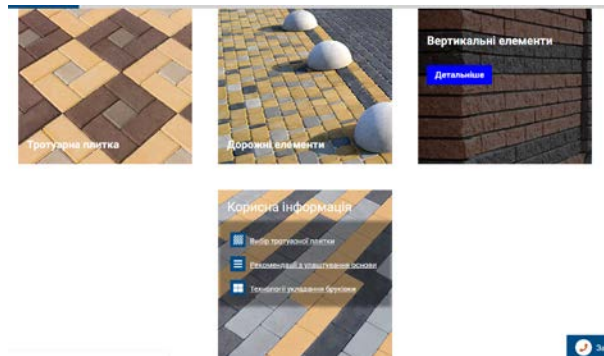 Вертикальні елементи
Детальніше
Тротуарна плитка
Дорожні елементи
Корисна інформація
Вибір тротуарної плитки
Рекомендації з улаштування основи
Технології укладання бруківки